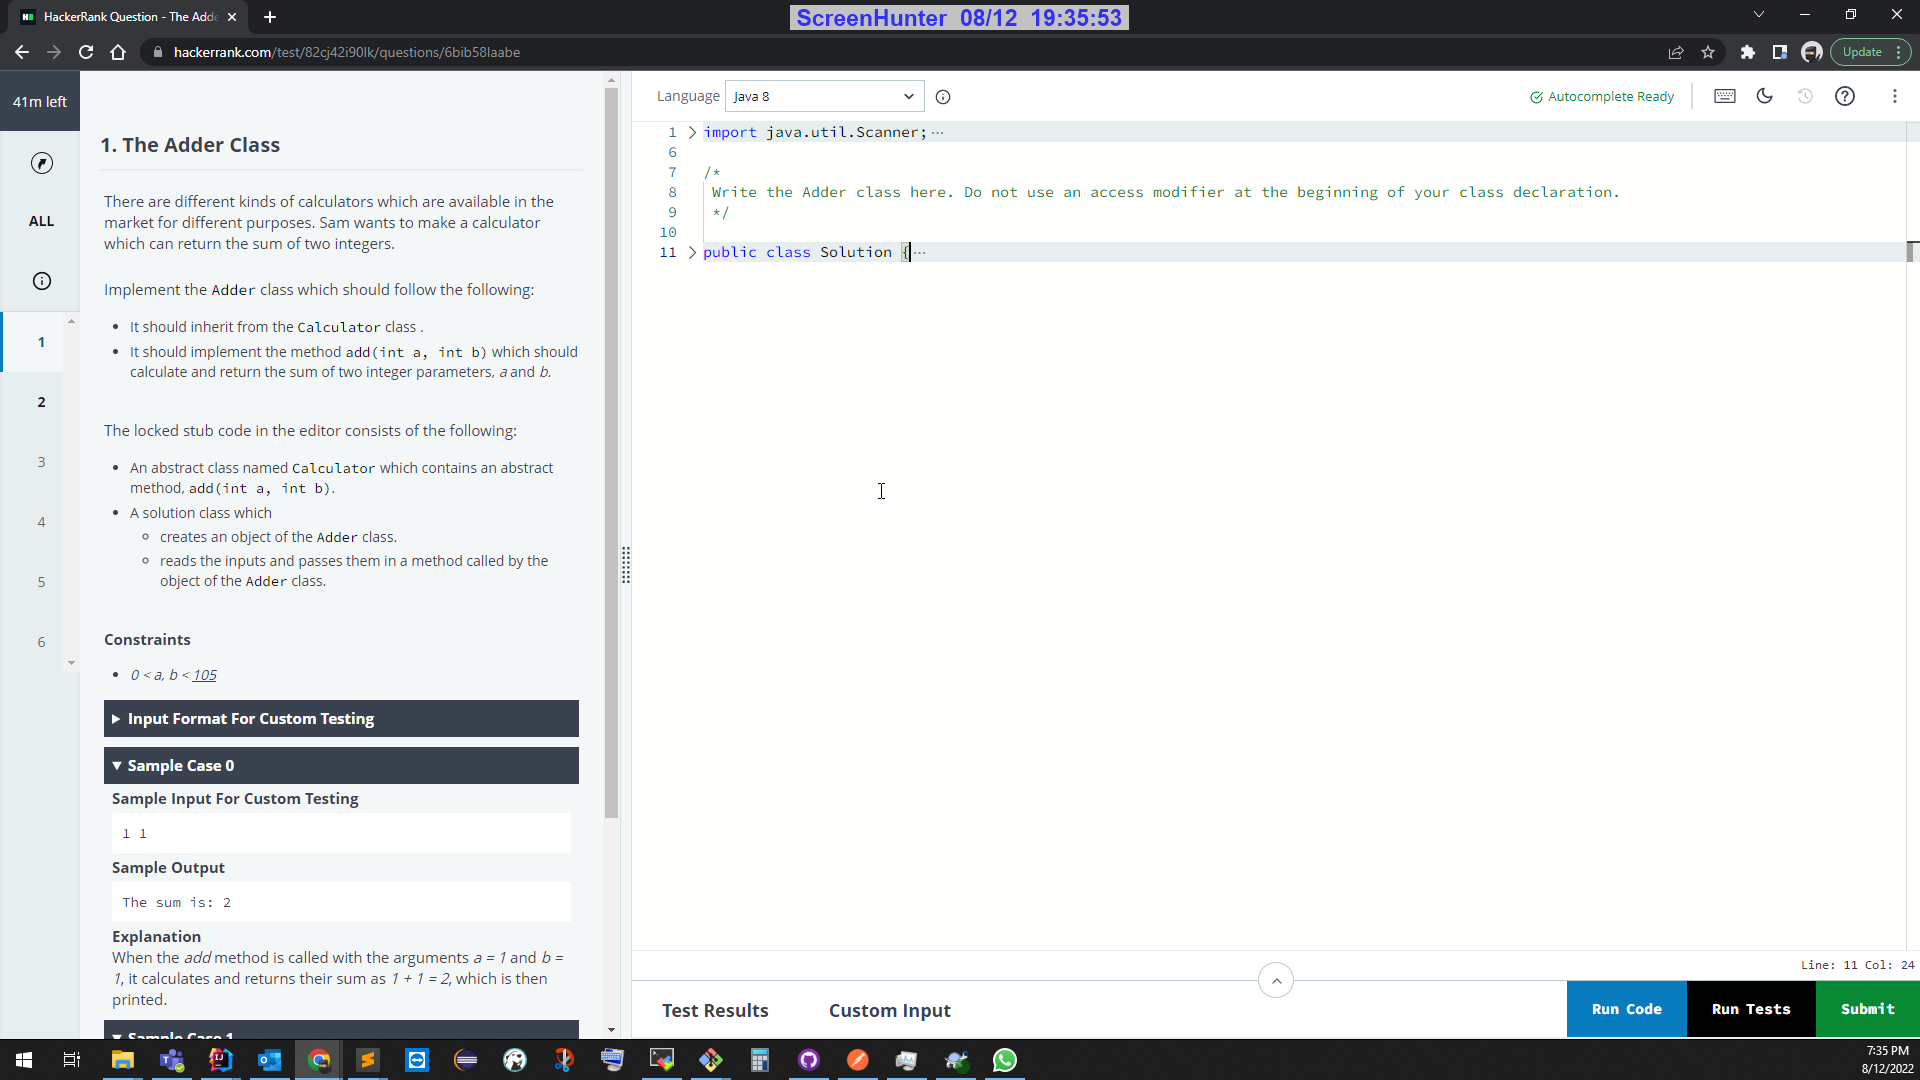 HackerRank Question - The Adde
ScreenHunter 08/12 19:35:53
hackerrank.com/test/82cj42i90lk/questions/6bib58laabe
Update
41m left
ALL
1
2
3
4
5
6
1. The Adder Class
There are different kinds of calculators which are available in the
market for different purposes. Sam wants to make a calculator
which can return the sum of two integers.
Implement the Adder class which should follow the following:
• It should inherit from the Calculator class .
• It should implement the method add(int a, int b) which should
calculate and return the sum of two integer parameters, a and b.
The locked stub code in the editor consists of the following:
• An abstract class named Calculator which contains an abstract
method, add(int a, int b).
• A solution class which
creates an object of the Adder class.
reads the inputs and passes them in a method called by the
object of the Adder class.
Constraints
• 0 < a, b < 105
Input Format For Custom Testing
Sample Case 0
Sample Input For Custom Testing
1 1
Sample Output
The sum is: 2
Explanation
When the add method is called with the arguments a = 1 and b =
1, it calculates and returns their sum as 1 + 1 = 2, which is then
printed.
Sample Case 1
Language Java 8
Autocomplete Ready
1 import java.util.Scanner; ...
6
7 /*
8 Write the Adder class here. Do not use an access modifier at the beginning of your class declaration.
9 */
10
11 public class Solution { ...
Line: 11 Col: 24
Test Results Custom Input
Run Code Run Tests Submit
7:35 PM
8/12/2022